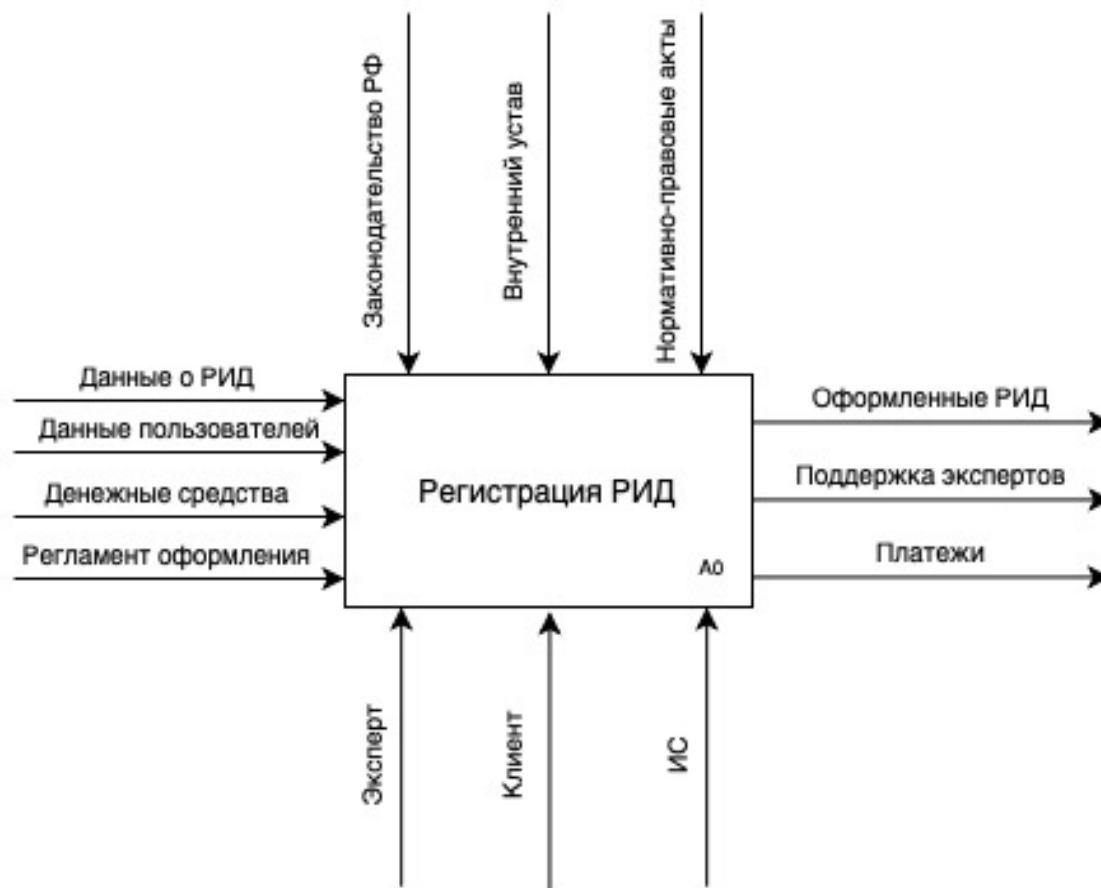 Законодательство РФ
Внутренний устав
Нормативно-правовые акты
Данные о РИД
Данные пользователей
Денежные средства
Регламент оформления
Регистрация РИД
A0
Оформленные РИД
Поддержка экспертов
Платежи
Эксперт
Клиент
ИС